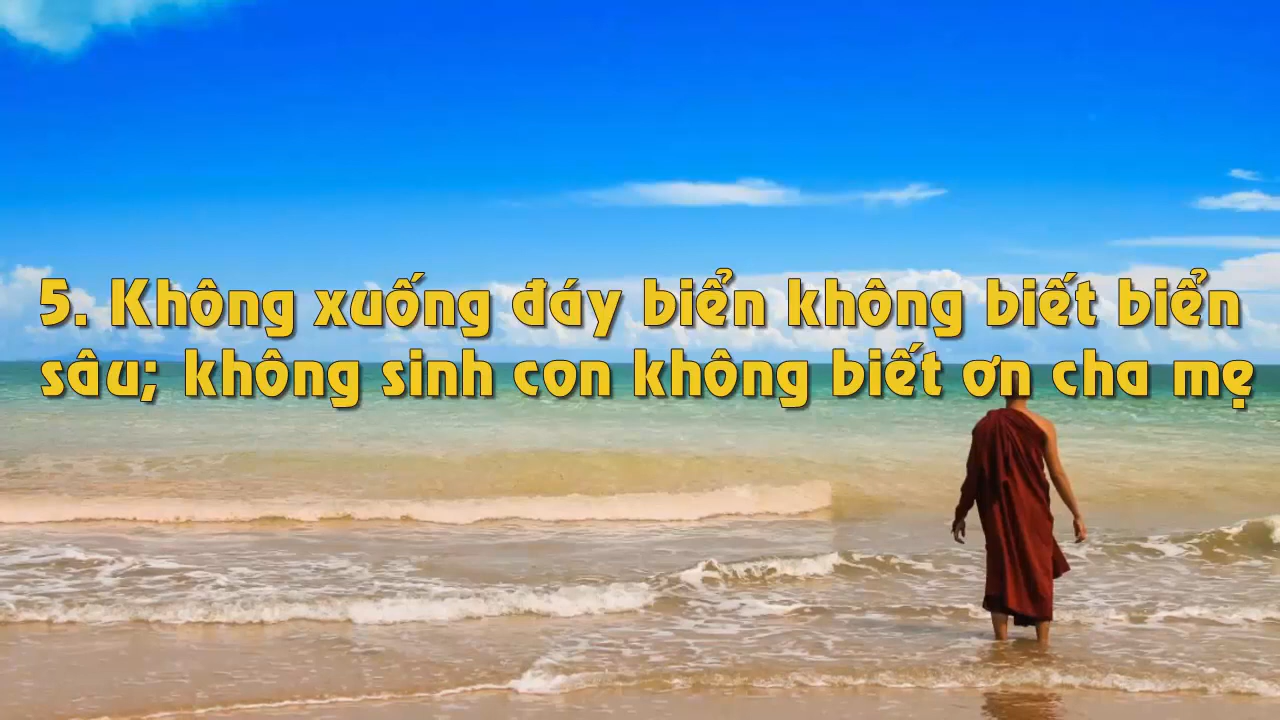 5. Không xuống đáy biển không biết biển
sâu; không sinh con không biết ơn cha mẹ